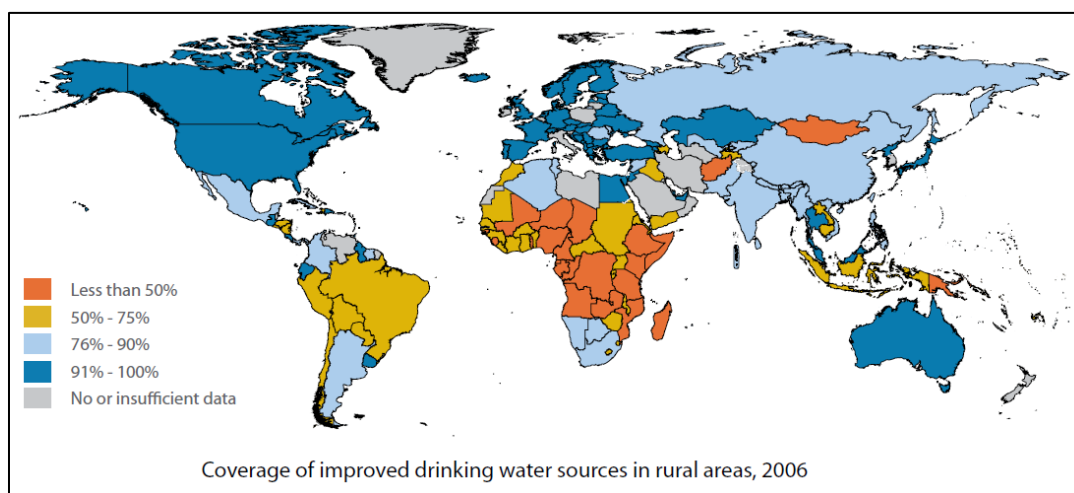 Less than 50%
50% - 75%
76% - 90%
91% - 100%
No or insufficient data
Coverage of improved drinking water sources in rural areas, 2006